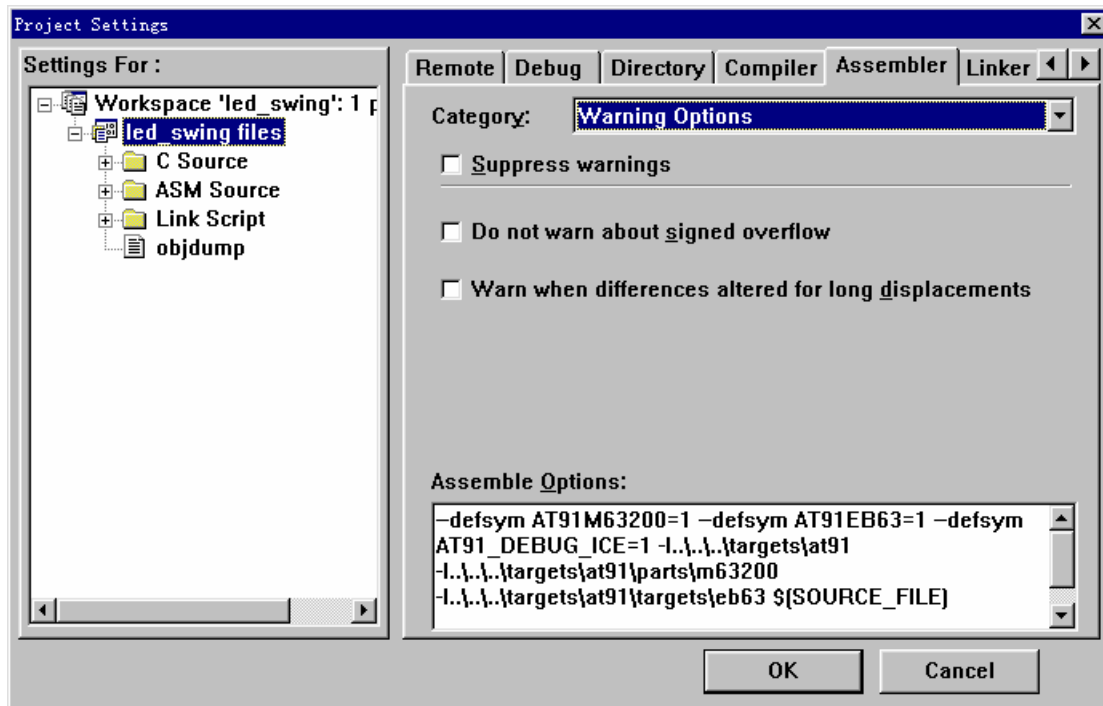 Project Settings
Settings For :
Workspace 'led_swing': 1 p
led_swing files
C Source
ASM Source
Link Script
objdump
Remote
Debug
Directory
Compiler
Assembler
Linker
Category:
Warning Options
Suppress warnings
Do not warn about signed overflow
Warn when differences altered for long displacements
Assemble Options:
--defsym AT91M63200=1 --defsym AT91EB63=1 --defsym
AT91_DEBUG_ICE=1 -I..\..\..\targets\at91
-I..\..\..\targets\at91\parts\m63200
-I..\..\..\targets\at91\targets\eb63 $(SOURCE_FILE)
OK
Cancel